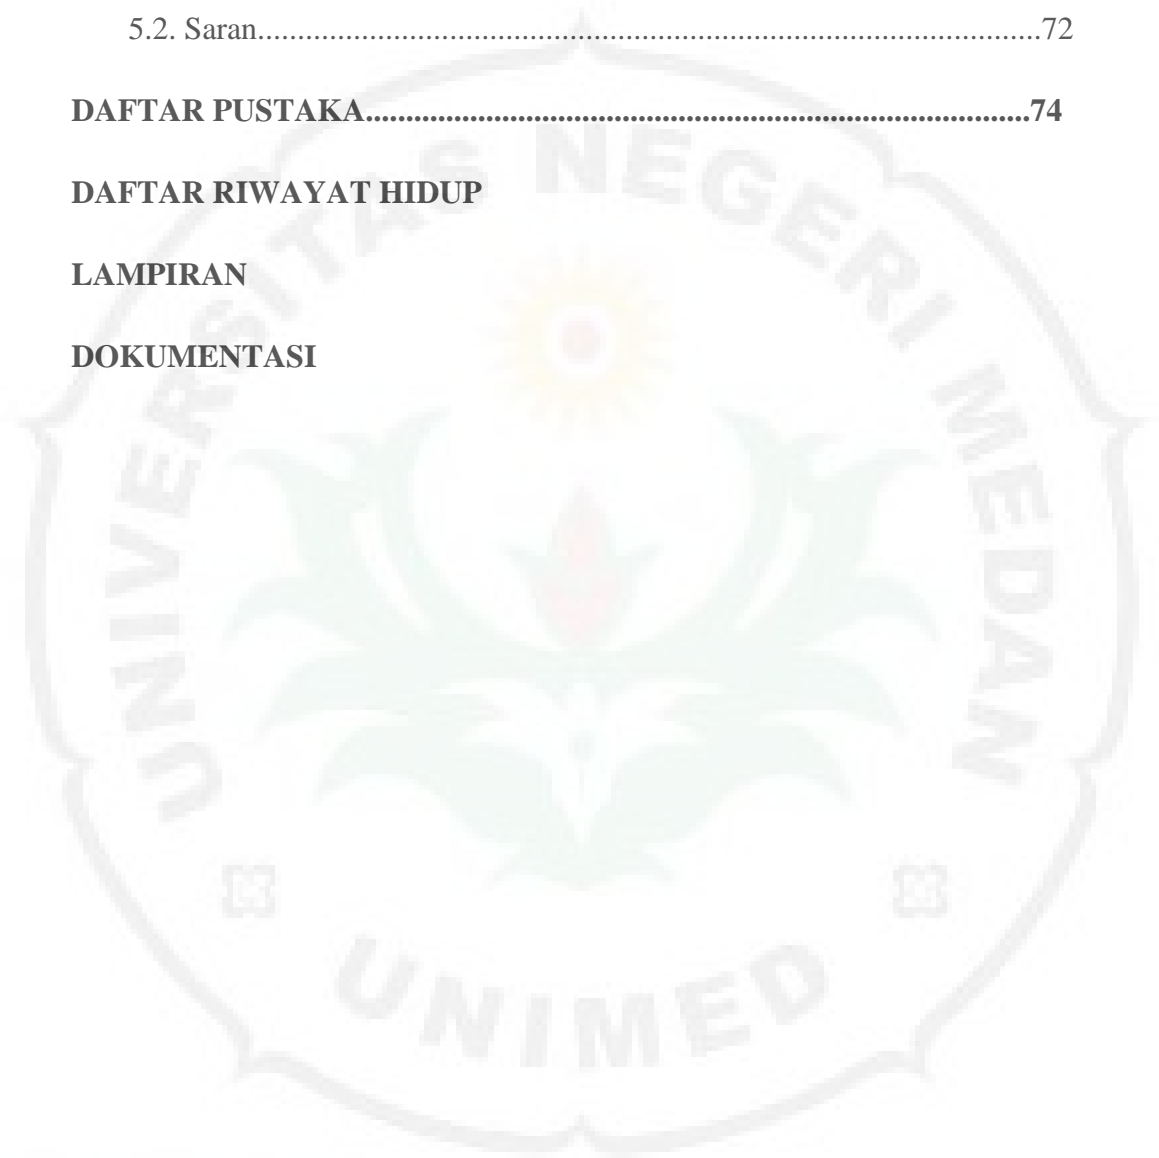 5.2. Saran..................................................................................................72
DAFTAR PUSTAKA...................................................................................74
DAFTAR RIWAYAT HIDUP
LAMPIRAN
DOKUMENTASI
UNIVERSITAS NEGERI MEDAN
UNIMED